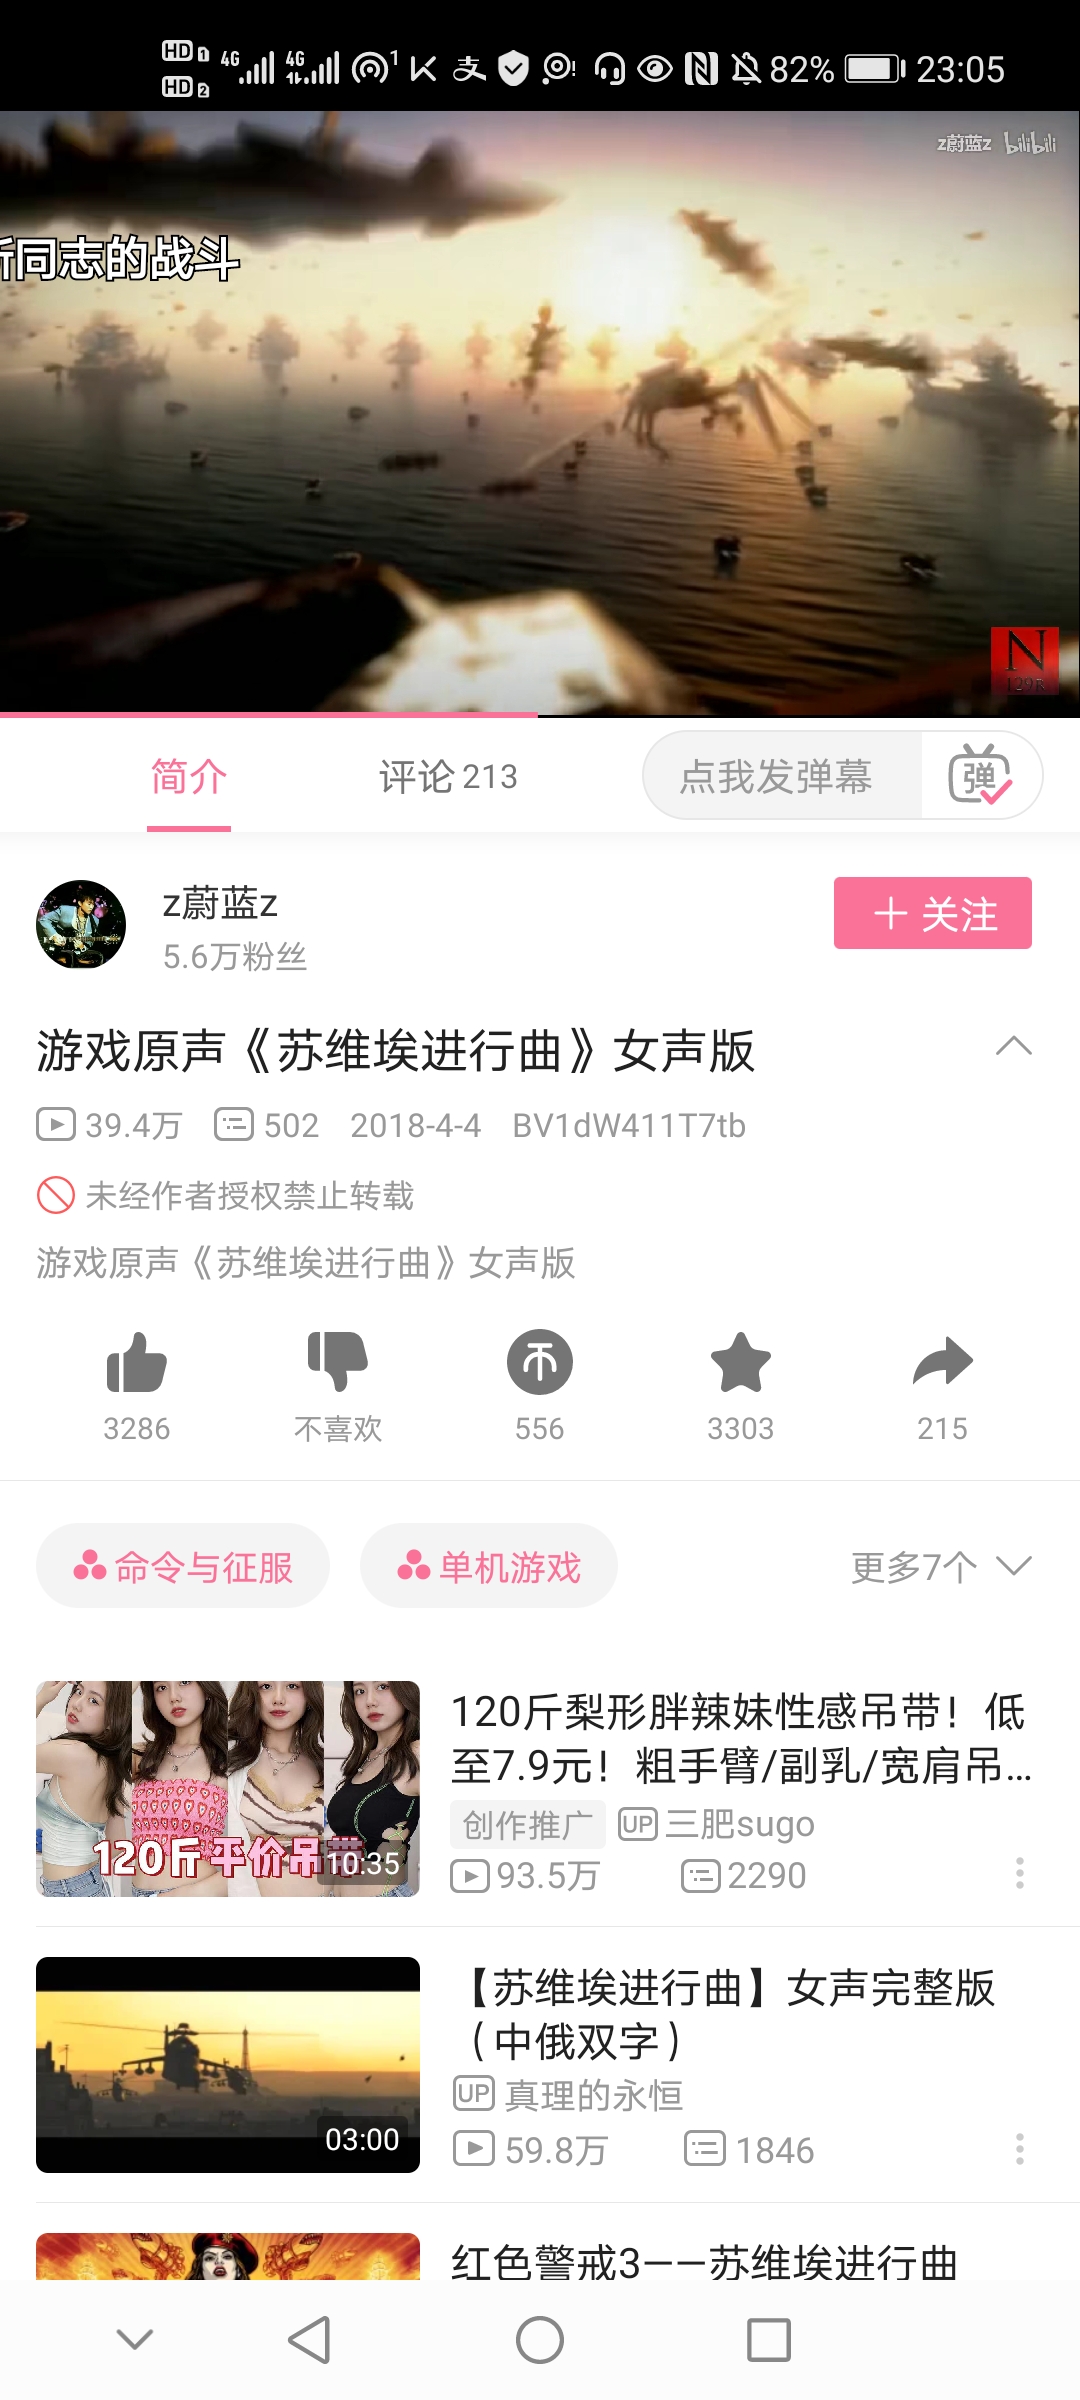 HD 1 4G 4G 1 82% 23:05
HD 2
z蔚蓝z bilibili
同志的战斗
N
简介 评论 213 点我发弹幕 弹
z蔚蓝z
5.6万粉丝
关注
游戏原声《苏维埃进行曲》女声版
39.4万 502 2018-4-4 BV1dW411T7tb
未经作者授权禁止转载
游戏原声《苏维埃进行曲》女声版
3286 不喜欢 556 3303 215
命令与征服 单机游戏 更多7个
120斤平价吊带
10:35
120斤梨形胖辣妹性感吊带！低
至7.9元！粗手臂/副乳/宽肩吊...
创作推广 UP 三肥sugo
93.5万 2290
03:00
【苏维埃进行曲】女声完整版
（中俄双字）
UP 真理的永恒
59.8万 1846
红色警戒3——苏维埃进行曲